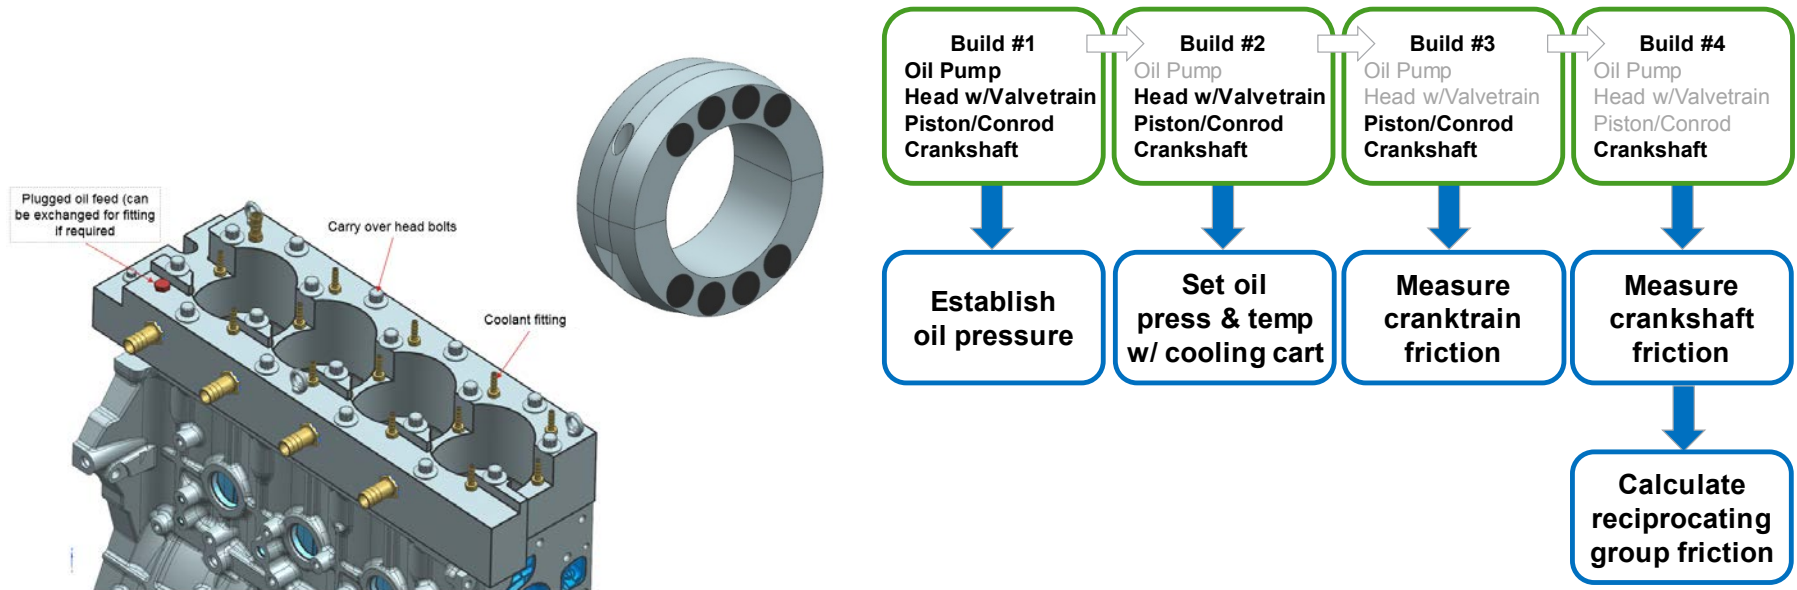 Plugged oil feed (can
be exchanged for fitting
if required
Carry over head bolts
Coolant fitting
Build #1
Oil Pump
Head w/Valvetrain
Piston/Conrod
Crankshaft
Build #2
Oil Pump
Head w/Valvetrain
Piston/Conrod
Crankshaft
Build #3
Oil Pump
Head w/Valvetrain
Piston/Conrod
Crankshaft
Build #4
Oil Pump
Head w/Valvetrain
Piston/Conrod
Crankshaft
Establish
oil pressure
Set oil
press & temp
w/ cooling cart
Measure
cranktrain
friction
Measure
crankshaft
friction
Calculate
reciprocating
group friction